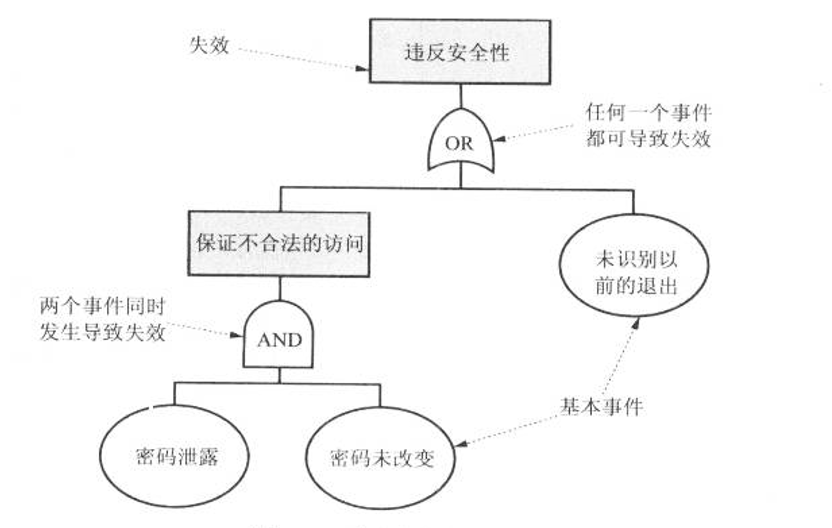 失效
违反安全性
任何一个事件
都可导致失效
OR
保证不合法的访问
未识别以
前的退出
两个事件同时
发生导致失效
AND
基本事件
密码泄露
密码未改变